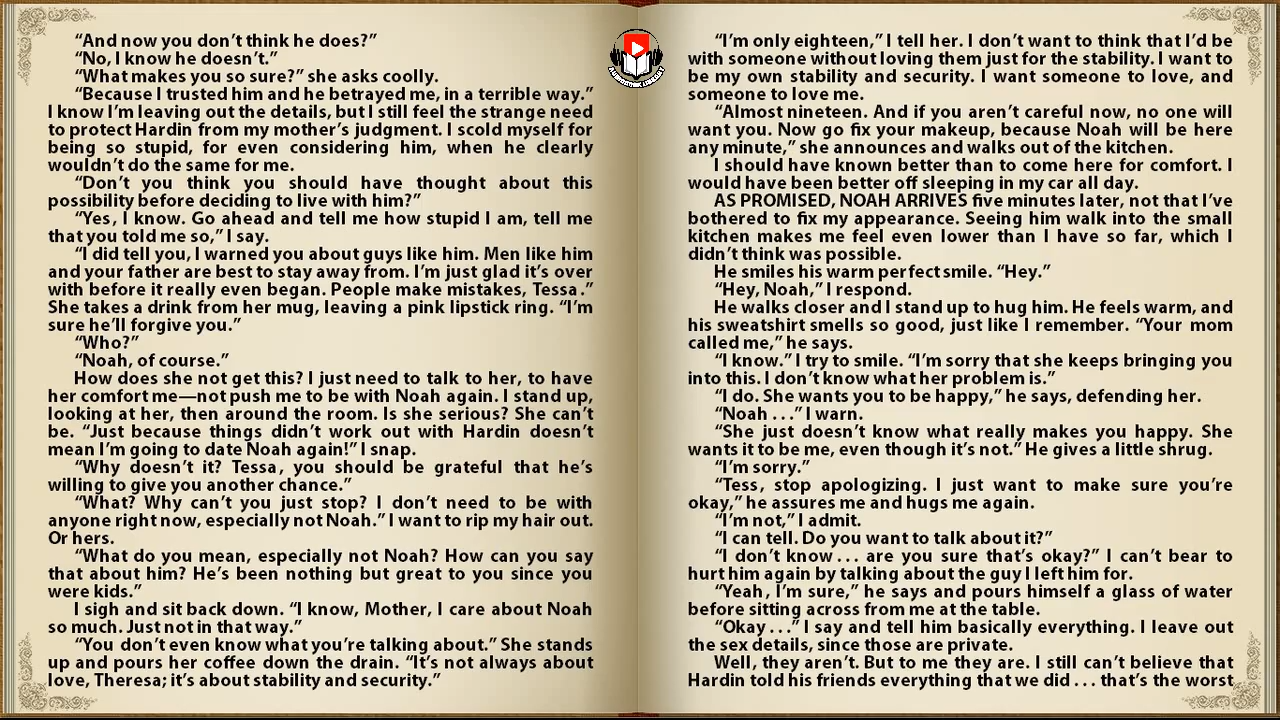 “And now you don’t think he does?”
“No, I know he doesn’t.”
“What makes you so sure?” she asks coolly.
“Because I trusted him and he betrayed me, in a terrible way.”
I know I’m leaving out the details, but I still feel the strange need
to protect Hardin from my mother’s judgment. I scold myself for
being so stupid, for even considering him, when he clearly
wouldn’t do the same for me.
“Don’t you think you should have thought about this
possibility before deciding to live with him?”
“Yes, I know. Go ahead and tell me how stupid I am, tell me
that you told me so,” I say.
“I did tell you, I warned you about guys like him. Men like him
and your father are best to stay away from. I’m just glad it’s over
with before it really even began. People make mistakes, Tessa.”
She takes a drink from her mug, leaving a pink lipstick ring. “I’m
sure he’ll forgive you.”
“Who?”
“Noah, of course.”
How does she not get this? I just need to talk to her, to have
her comfort me—not push me to be with Noah again. I stand up,
looking at her, then around the room. Is she serious? She can’t
be. “Just because things didn’t work out with Hardin doesn’t
mean I’m going to date Noah again!” I snap.
“Why doesn’t it? Tessa, you should be grateful that he’s
willing to give you another chance.”
“What? Why can’t you just stop? I don’t need to be with
anyone right now, especially not Noah.” I want to rip my hair out.
Or hers.
“What do you mean, especially not Noah? How can you say
that about him? He’s been nothing but great to you since you
were kids.”
I sigh and sit back down. “I know, Mother, I care about Noah
so much. Just not in that way.”
“You don’t even know what you’re talking about.” She stands
up and pours her coffee down the drain. “It’s not always about
love, Theresa; it’s about stability and security.”
“I’m only eighteen,” I tell her. I don’t want to think that I’d be
with someone without loving them just for the stability. I want to
be my own stability and security. I want someone to love, and
someone to love me.
“Almost nineteen. And if you aren’t careful now, no one will
want you. Now go fix your makeup, because Noah will be here
any minute,” she announces and walks out of the kitchen.
I should have known better than to come here for comfort. I
would have been better off sleeping in my car all day.
AS PROMISED, NOAH ARRIVES five minutes later, not that I’ve
bothered to fix my appearance. Seeing him walk into the small
kitchen makes me feel even lower than I have so far, which I
didn’t think was possible.
He smiles his warm perfect smile. “Hey.”
“Hey, Noah,” I respond.
He walks closer and I stand up to hug him. He feels warm, and
his sweatshirt smells so good, just like I remember. “Your mom
called me,” he says.
“I know.” I try to smile. “I’m sorry that she keeps bringing you
into this. I don’t know what her problem is.”
“I do. She wants you to be happy,” he says, defending her.
“Noah . . .” I warn.
“She just doesn’t know what really makes you happy. She
wants it to be me, even though it’s not.” He gives a little shrug.
“I’m sorry.”
“Tess, stop apologizing. I just want to make sure you’re
okay,” he assures me and hugs me again.
“I’m not,” I admit.
“I can tell. Do you want to talk about it?”
“I don’t know . . . are you sure that’s okay?” I can’t bear to
hurt him again by talking about the guy I left him for.
“Yeah, I’m sure,” he says and pours himself a glass of water
before sitting across from me at the table.
“Okay . . .” I say and tell him basically everything. I leave out
the sex details, since those are private.
Well, they aren’t. But to me they are. I still can’t believe that
Hardin told his friends everything that we did . . . that’s the worst